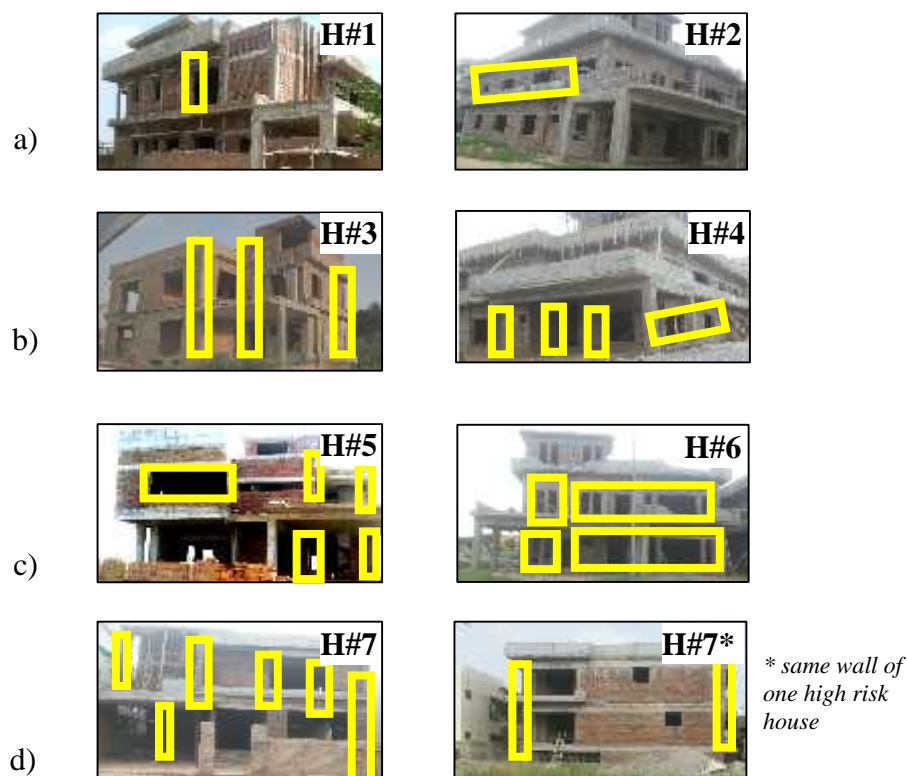 a)
H#1
H#2
b)
H#3
H#4
c)
H#5
H#6
d)
H#7
H#7*
* same wall of
one high risk
house